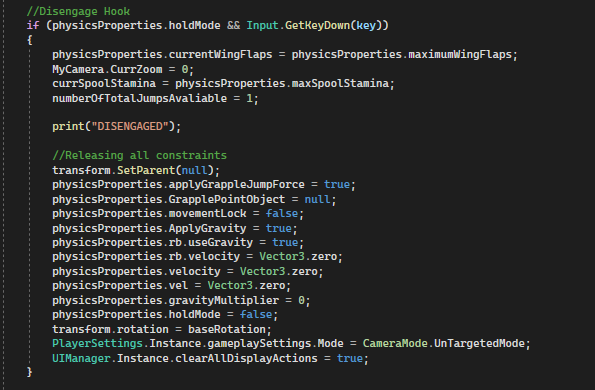 //Disengage Hook
if (physicsProperties.holdMode && Input.GetKeyDown(key))
{
physicsProperties.currentWingFlaps = physicsProperties.maximumWingFlaps;
MyCamera.CurrZoom = 0;
currSpoolStamina = physicsProperties.maxSpoolStamina;
numberOfTotalJumpsAvaliable = 1;
print("DISENGAGED");
//Releasing all constraints
transform.SetParent(null);
physicsProperties.applyGrappleJumpForce = true;
physicsProperties.GrapplePointObject = null;
physicsProperties.movementLock = false;
physicsProperties.ApplyGravity = true;
physicsProperties.rb.useGravity = true;
physicsProperties.rb.velocity = Vector3.zero;
physicsProperties.velocity = Vector3.zero;
physicsProperties.vel = Vector3.zero;
physicsProperties.gravityMultiplier = 0;
physicsProperties.holdMode = false;
transform.rotation = baseRotation;
PlayerSettings.Instance.gameplaySettings.Mode = CameraMode.UnTargetedMode;
UIManager.Instance.clearAllDisplayActions = true;
}